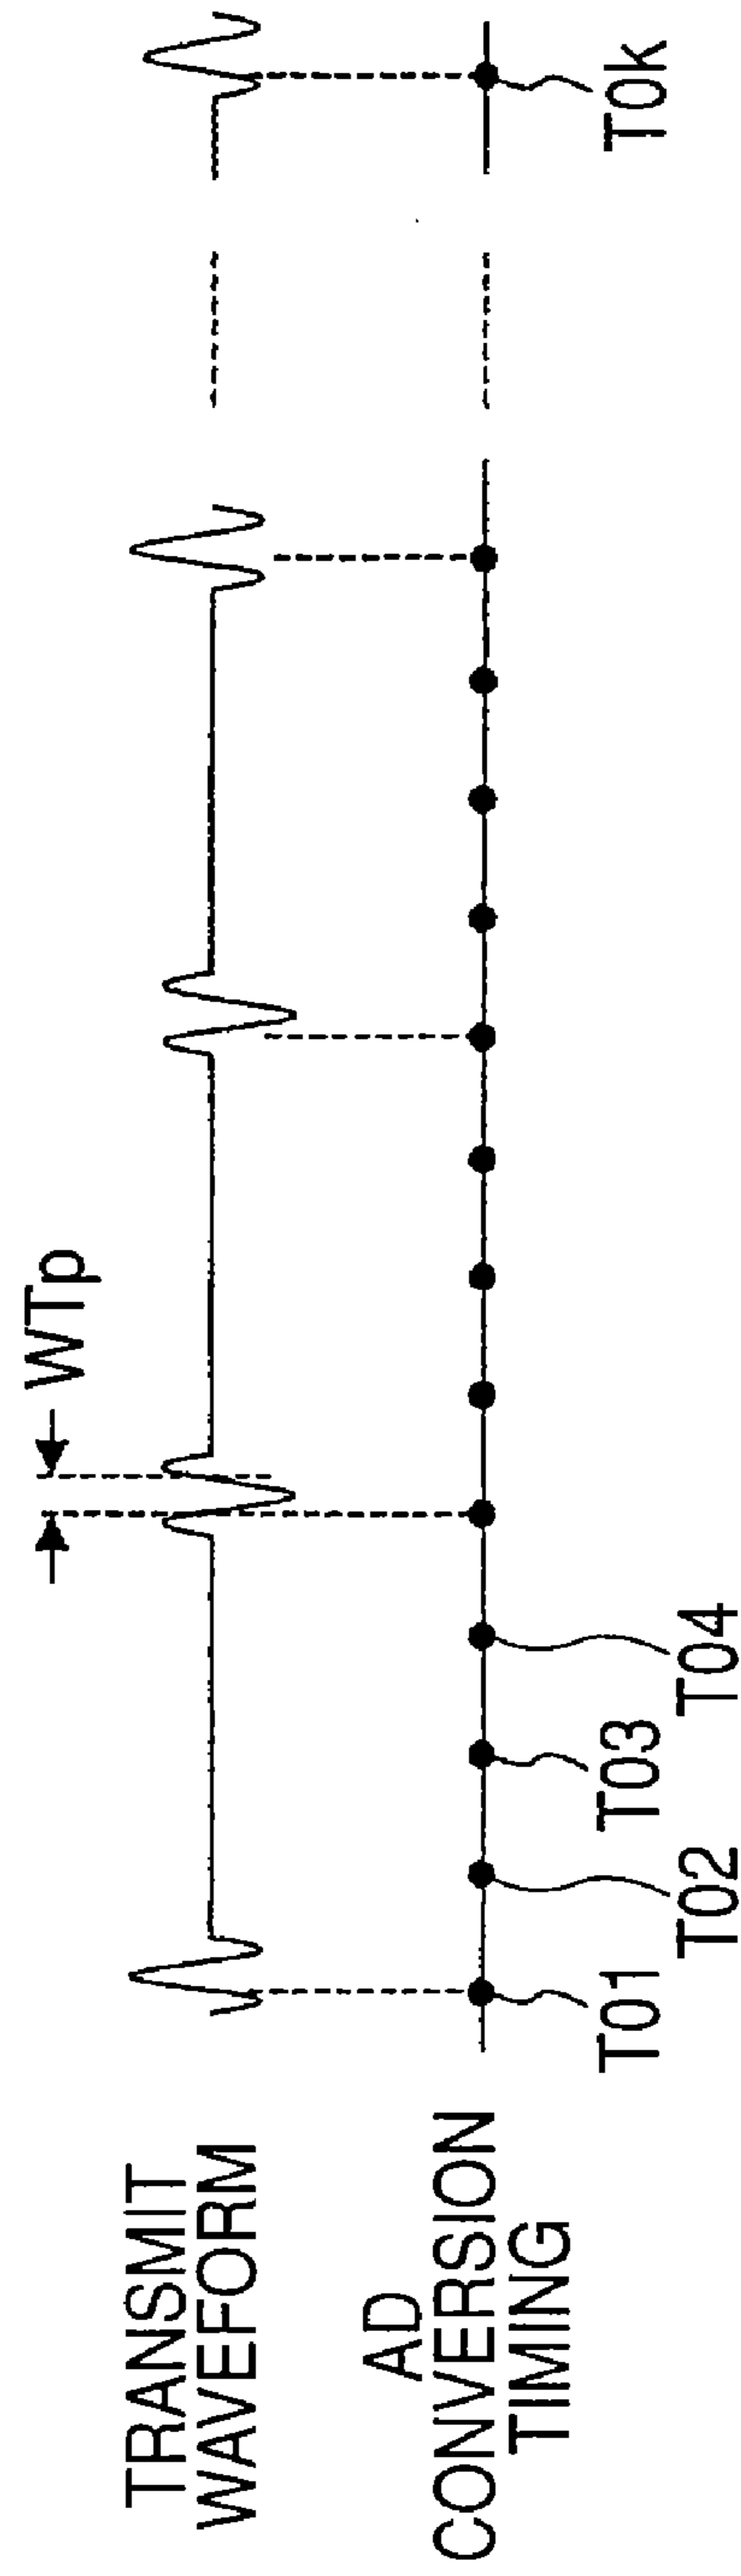 WTp
TRANSMIT
WAVEFORM
AD
CONVERSION
TIMING
T01
T02
T03
T04
T0k